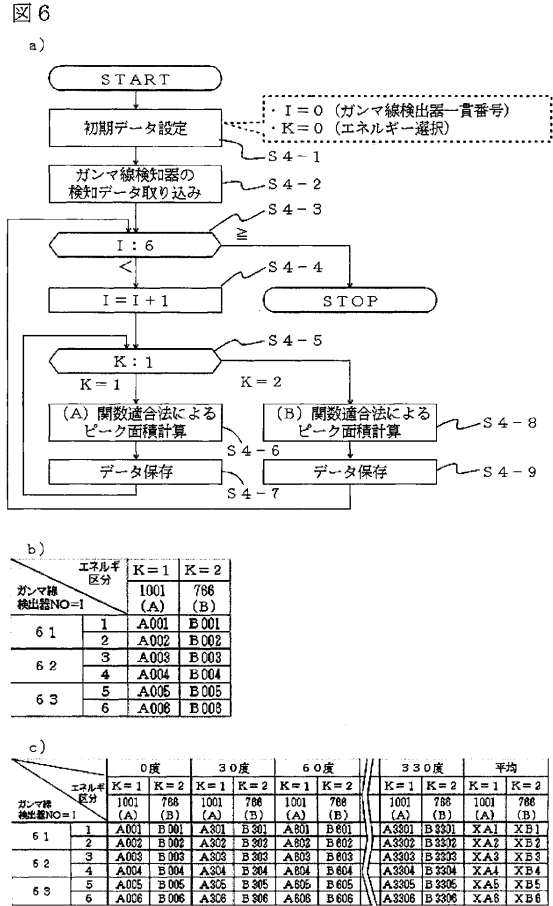 図6
a)
START
初期データ設定
・I=0 (ガンマ線検出器一貫番号)
・K=0 (エネルギー選択)
S4-1
ガンマ線検知器の
検知データ取り込み
S4-2
S4-3
I:6
≧
<
S4-4
I=I+1
STOP
S4-5
K:1
K=1
K=2
(A) 関数適合法による
ピーク面積計算
(B) 関数適合法による
ピーク面積計算
S4-8
S4-6
データ保存
データ保存
S4-9
S4-7
b)
エネルギ
区分
K=1 K=2
ガンマ線
検出器NO=I
1001 766
(A) (B)
61 1 A001 B001
2 A002 B002
62 3 A003 B003
4 A004 B004
63 5 A005 B005
6 A006 B006
c)
0度 30度 60度 330度 平均
エネルギ
区分
K=1 K=2 K=1 K=2 K=1 K=2 K=1 K=2 K=1 K=2
ガンマ線
検出器NO=I
1001 766 1001 766 1001 766 1001 766 1001 766
(A) (B) (A) (B) (A) (B) (A) (B) (A) (B)
61 1 A001 B001 A301 B301 A601 B601 A3301 B3301 XA1 XB1
2 A002 B002 A302 B302 A602 B602 A3302 B3302 XA2 XB2
62 3 A003 B003 A303 B303 A603 B603 A3303 B3303 XA3 XB3
4 A004 B004 A304 B304 A604 B604 A3304 B3304 XA4 XB4
63 5 A005 B005 A305 B305 A605 B605 A3305 B3305 XA5 XB5
6 A006 B006 A306 B306 A606 B606 A3306 B3306 XA6 XB6